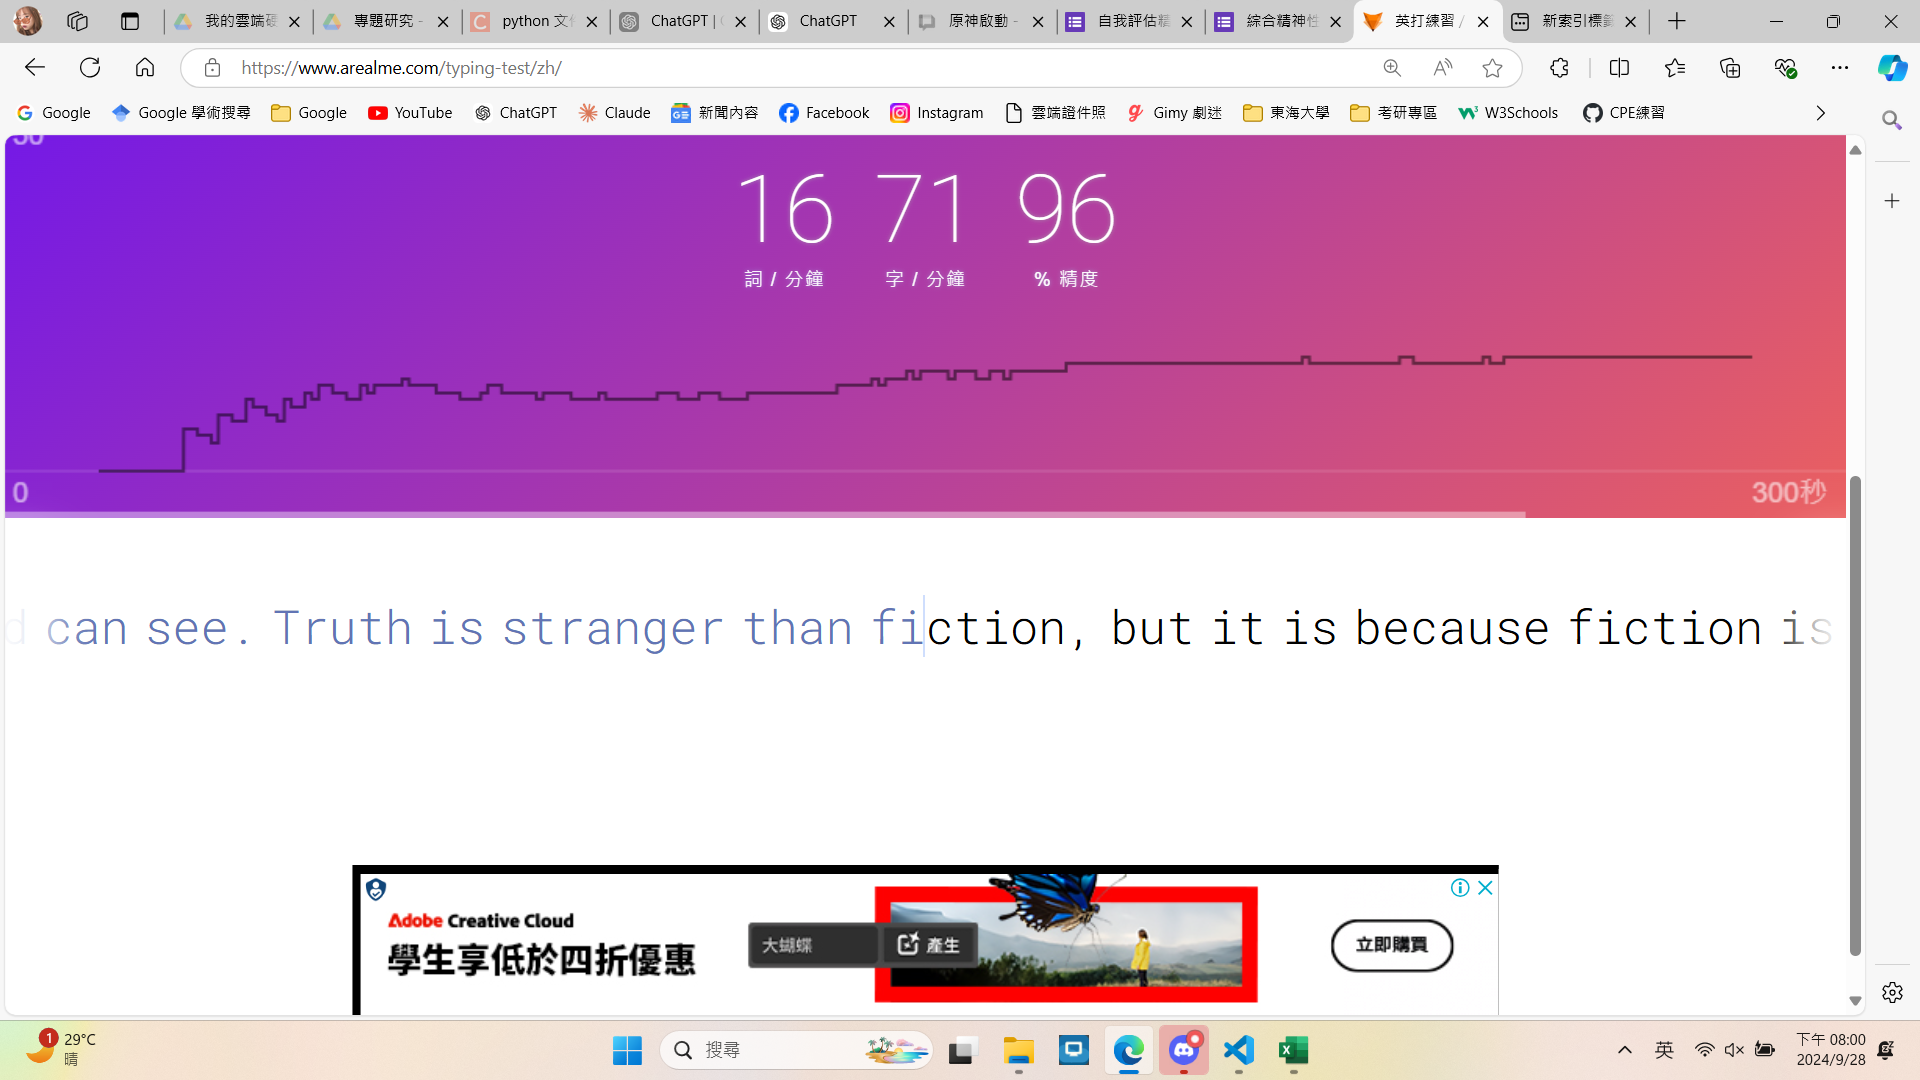 我的雲端硬
專題研究 -
python 文
ChatGPT | 
ChatGPT
原神啟動 -
自我評估
綜合精神性
英打練習 /
新索引標
https://www.arealme.com/typing-test/zh/
Google
Google 學術搜尋
Google
YouTube
ChatGPT
Claude
新聞內容
Facebook
Instagram
雲端證件照
Gimy 劇迷
東海大學
考研專區
W3Schools
CPE練習
50
16 71 96
詞 / 分鐘 字 / 分鐘 % 精度
0 300秒
d can see. Truth is stranger than fiction, but it is because fiction is
Adobe Creative Cloud
學生享低於四折優惠
大蝴蝶 產生
立即購買
1
29°C
晴
搜尋
英
下午 08:00
2024/9/28